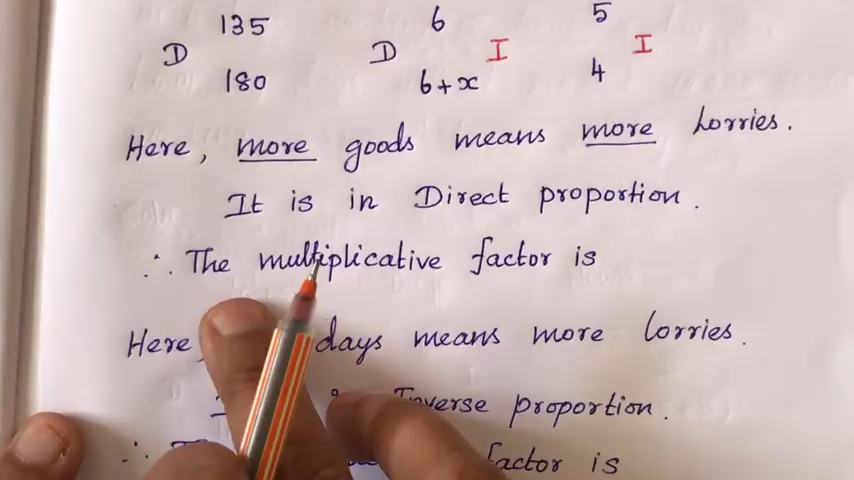 135 6 5
D D I I
180 6+x 4
Here, more goods means more Lorries.
It is in Direct proportion.
∴ The multiplicative factor is
Here, days means more lorries.
Inverse proportion.
∴ factor is